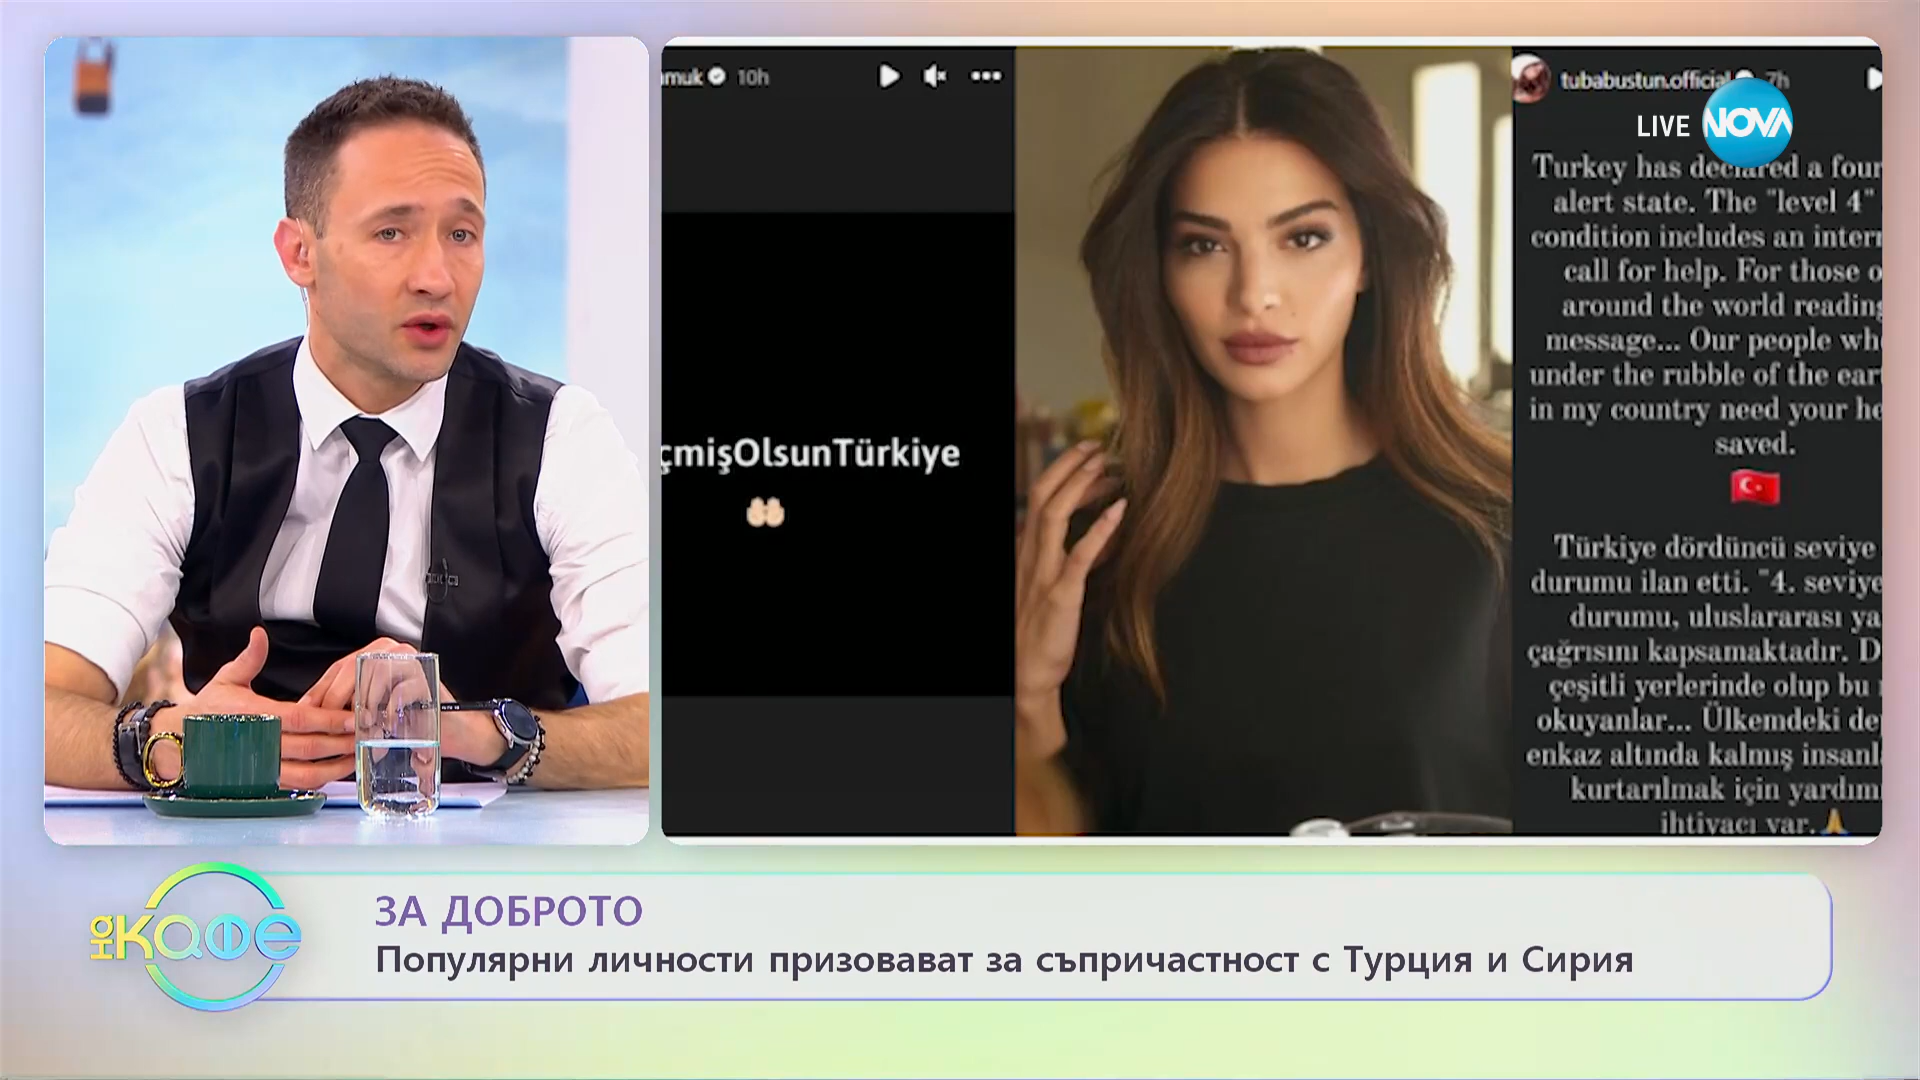 amuk 10h
çmişOlsunTürkiye
tubabustun.official 7h
LIVE NOVA
Turkey has declared a four
alert state. The "level 4"
condition includes an intern
call for help. For those o
around the world reading
message... Our people wh
under the rubble of the ear
in my country need your he
saved.
Türkiye dördüncü seviye
durumu ilan etti. "4. seviye
durumu, uluslararası ya
çağrısını kapsamaktadır. D
çeşitli yerlerinde olup bu
okuyanlar... Ülkemdeki de
enkaz altında kalmış insanl
kurtarılmak için yardım
ihtiyacı var.
на кафе
ЗА ДОБРОТО
Популярни личности призовават за съпричастност с Турция и Сирия